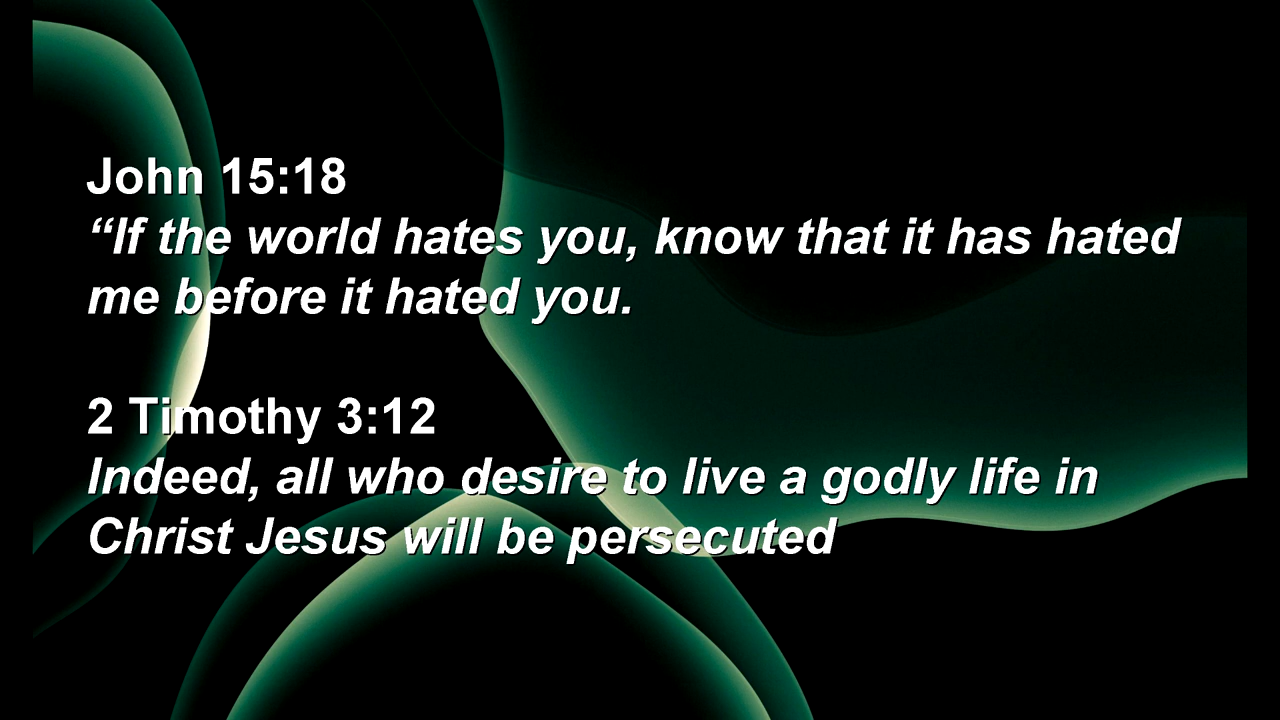 John 15:18
“If the world hates you, know that it has hated
me before it hated you.
2 Timothy 3:12
Indeed, all who desire to live a godly life in
Christ Jesus will be persecuted